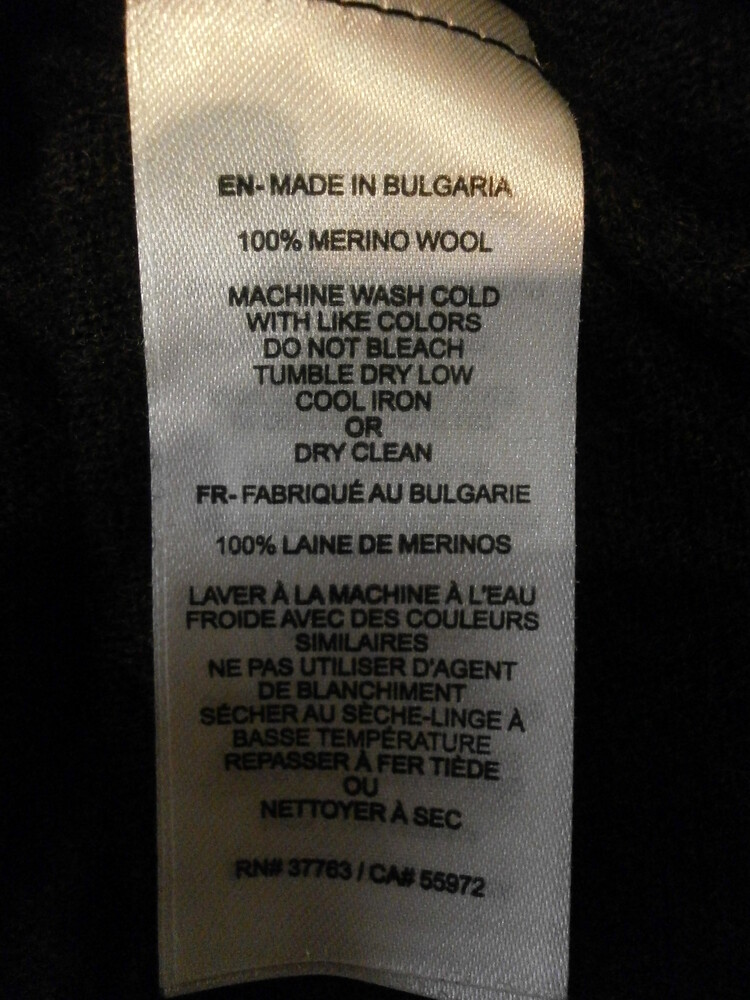 EN- MADE IN BULGARIA
100% MERINO WOOL
MACHINE WASH COLD
WITH LIKE COLORS
DO NOT BLEACH
TUMBLE DRY LOW
COOL IRON
OR
DRY CLEAN
FR- FABRIQUÉ AU BULGARIE
100% LAINE DE MERINOS
LAVER À LA MACHINE À L'EAU
FROIDE AVEC DES COULEURS
SIMILAIRES
NE PAS UTILISER D'AGENT
DE BLANCHIMENT
SÉCHER AU SÈCHE-LINGE À
BASSE TEMPÉRATURE
REPASSER À FER TIÈDE
OU
NETTOYER À SEC
RN# 37763 / CA# 55972